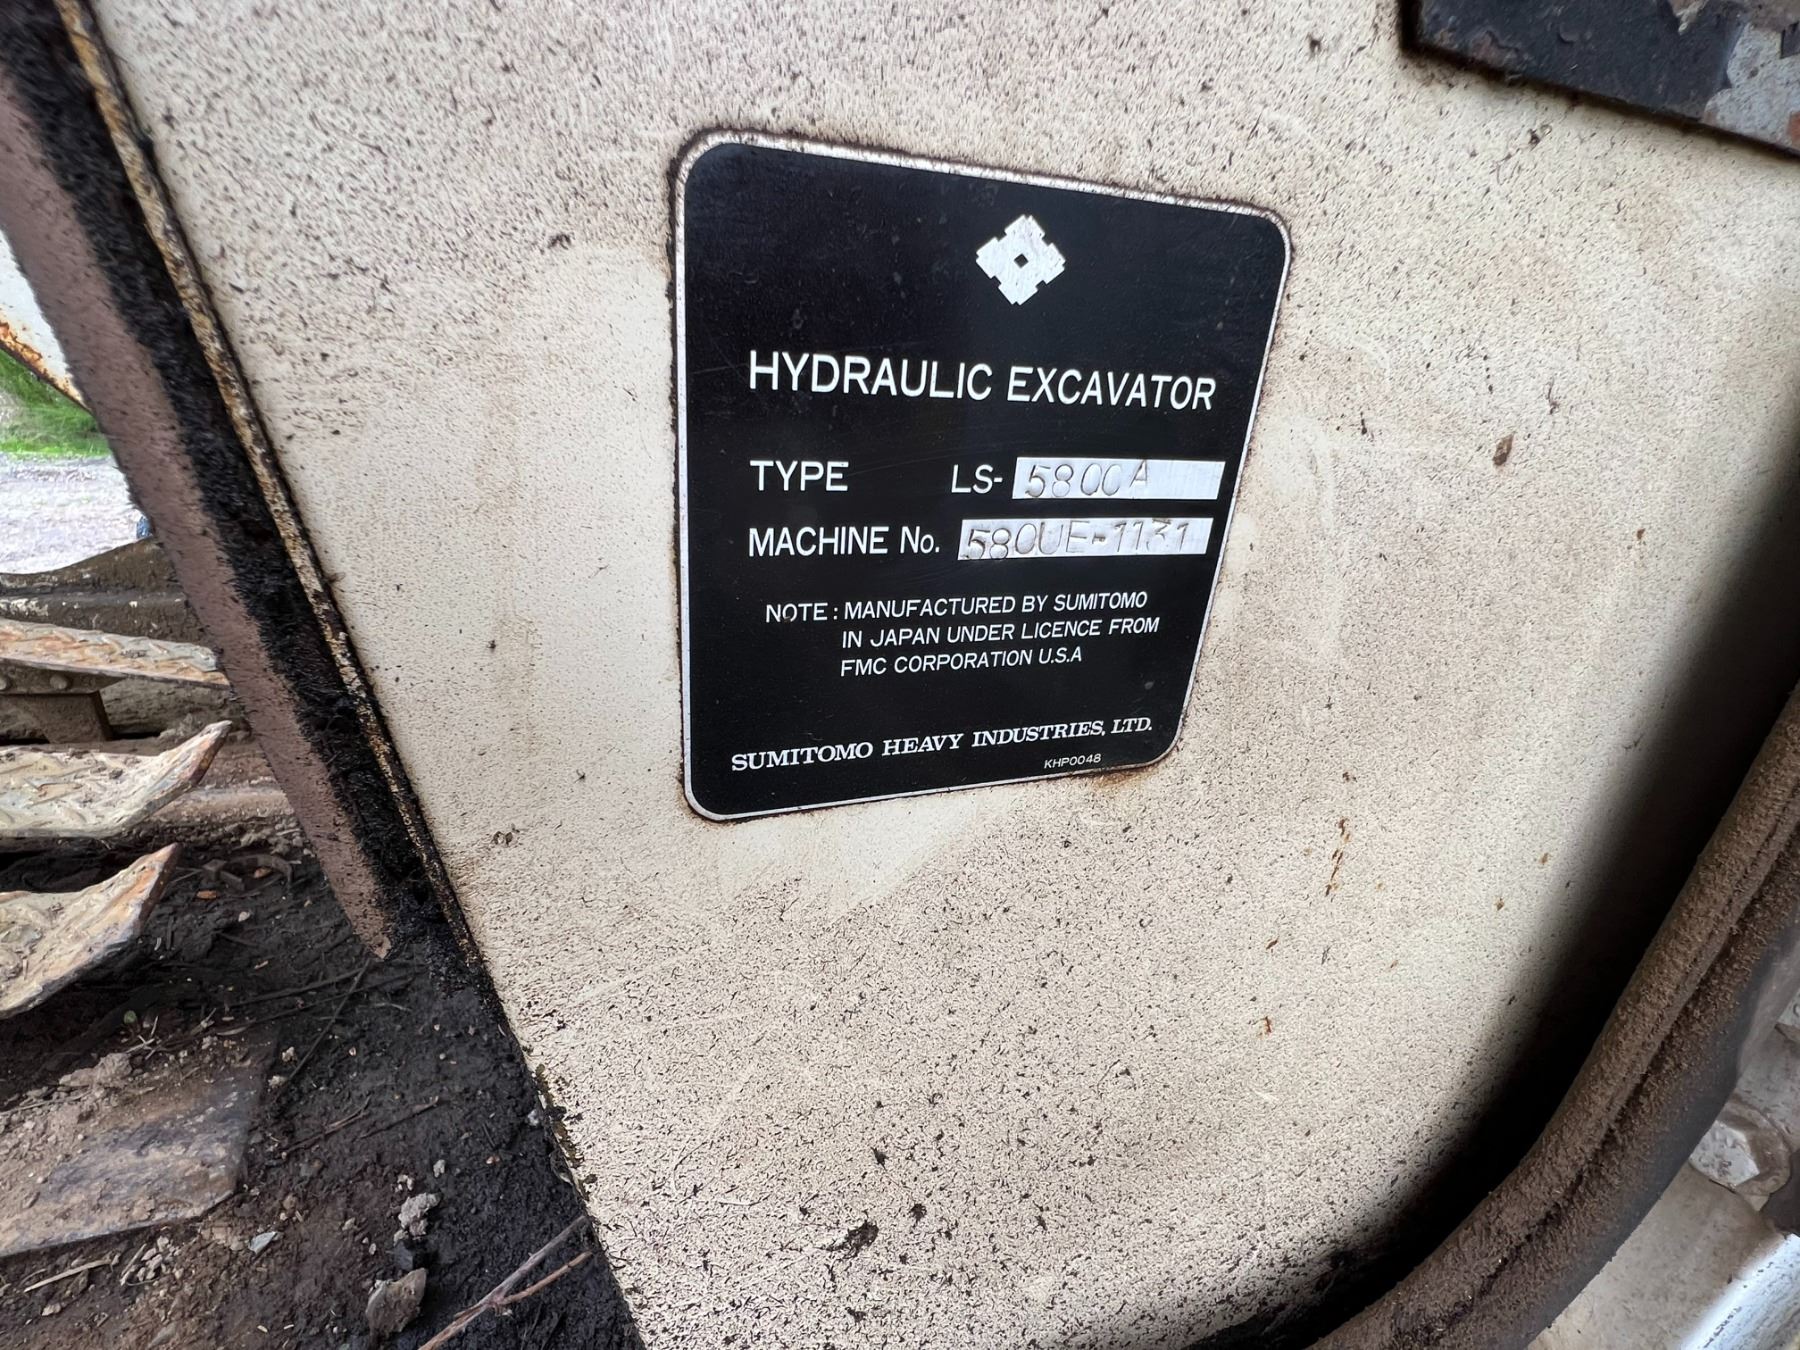 HYDRAULIC EXCAVATOR
TYPE LS-5800A
MACHINE No. 580UE-1131
NOTE : MANUFACTURED BY SUMITOMO
IN JAPAN UNDER LICENCE FROM
FMC CORPORATION U.S.A
SUMITOMO HEAVY INDUSTRIES, LTD.
KHP0048